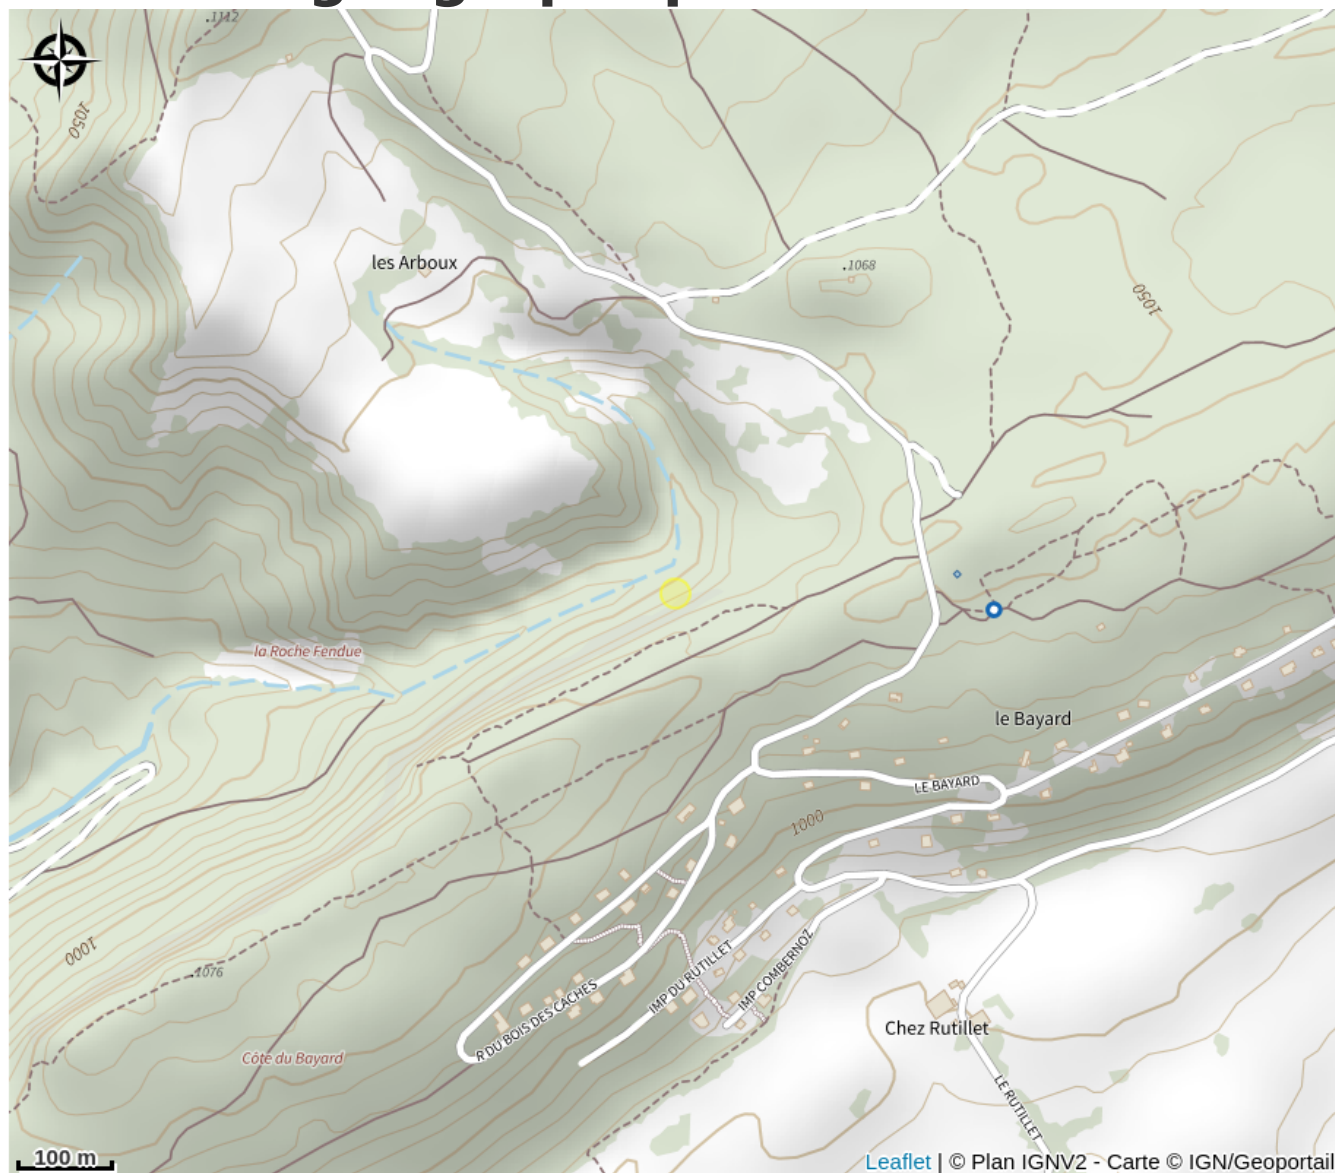 .1112
1050
les Arboux
.1068
1050
la Roche Fendue
le Bayard
LE BAYARD
1000
1000
.1076
IMP DU RUTILLET
IMP COMBERNOZ
R DU BOIS DES CACHES
Chez Rutillet
Côte du Bayard
LE RUTILLET
100 m
Leaflet | © Plan IGNV2 - Carte © IGN/Geoportail